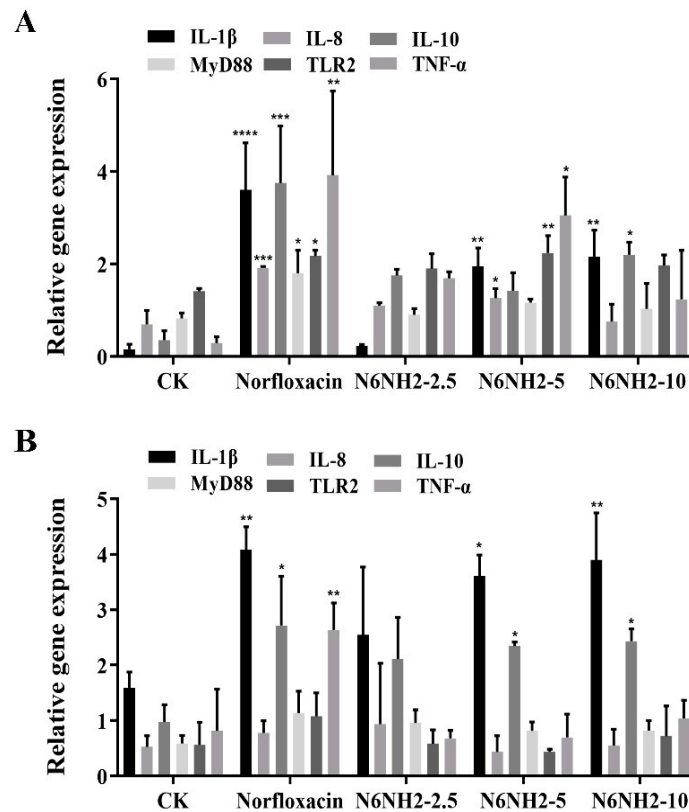 A
IL-1β IL-8 IL-10
MyD88 TLR2 TNF-α
Relative gene expression
6
4
2
0
**** *** *** * * **
** * ** *
** *
CK Norfloxacin N6NH2-2.5 N6NH2-5 N6NH2-10
B
IL-1β IL-8 IL-10
MyD88 TLR2 TNF-α
Relative gene expression
5
4
3
2
1
0
** * **
* *
** *
CK Norfloxacin N6NH2-2.5 N6NH2-5 N6NH2-10